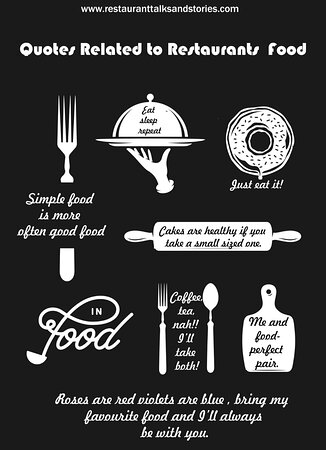 www.restauranttalksandstories.com
Quotes Related to Restaurants Food
Eat
sleep
repeat
Just eat it!
Simple food
is more
often good food
Cakes are healthy if you
take a small sized one.
IN
Food
Coffee,
tea,
nah!!
I'll
take
both!
Me and
food-
perfect
pair.
Roses are red violets are blue , bring my
favourite food and I'll always
be with you.